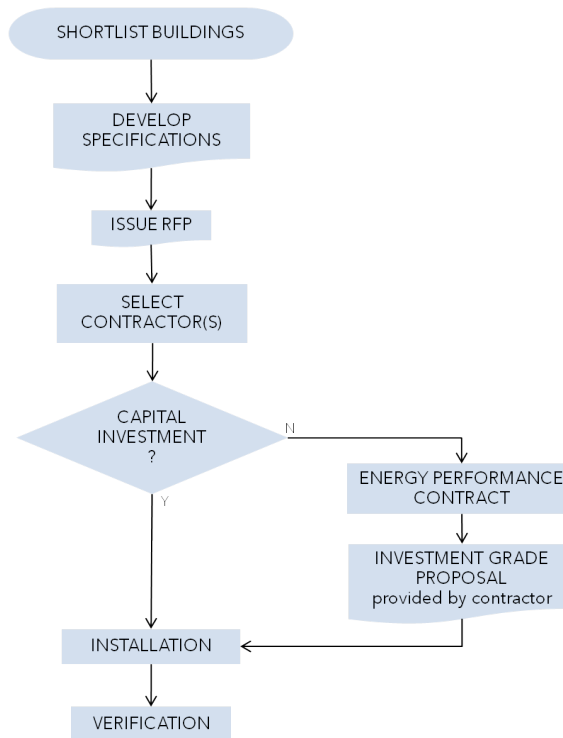 SHORTLIST BUILDINGS
DEVELOP
SPECIFICATIONS
ISSUE RFP
SELECT
CONTRACTOR(S)
CAPITAL
INVESTMENT
?
N
Y
ENERGY PERFORMANCE
CONTRACT
INVESTMENT GRADE
PROPOSAL
provided by contractor
INSTALLATION
VERIFICATION